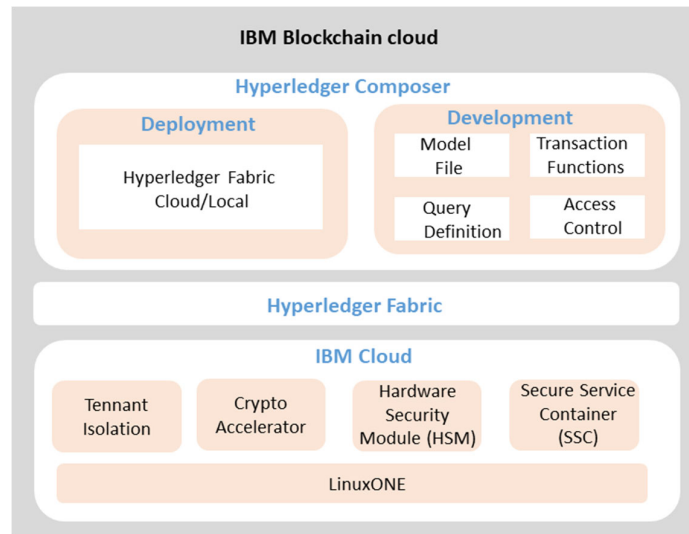 IBM Blockchain cloud
Hyperledger Composer
Deployment
Hyperledger Fabric
Cloud/Local
Development
Model
File
Transaction
Functions
Query
Definition
Access
Control
Hyperledger Fabric
IBM Cloud
Tennant
Isolation
Crypto
Accelerator
Hardware
Security
Module (HSM)
Secure Service
Container
(SSC)
LinuxONE